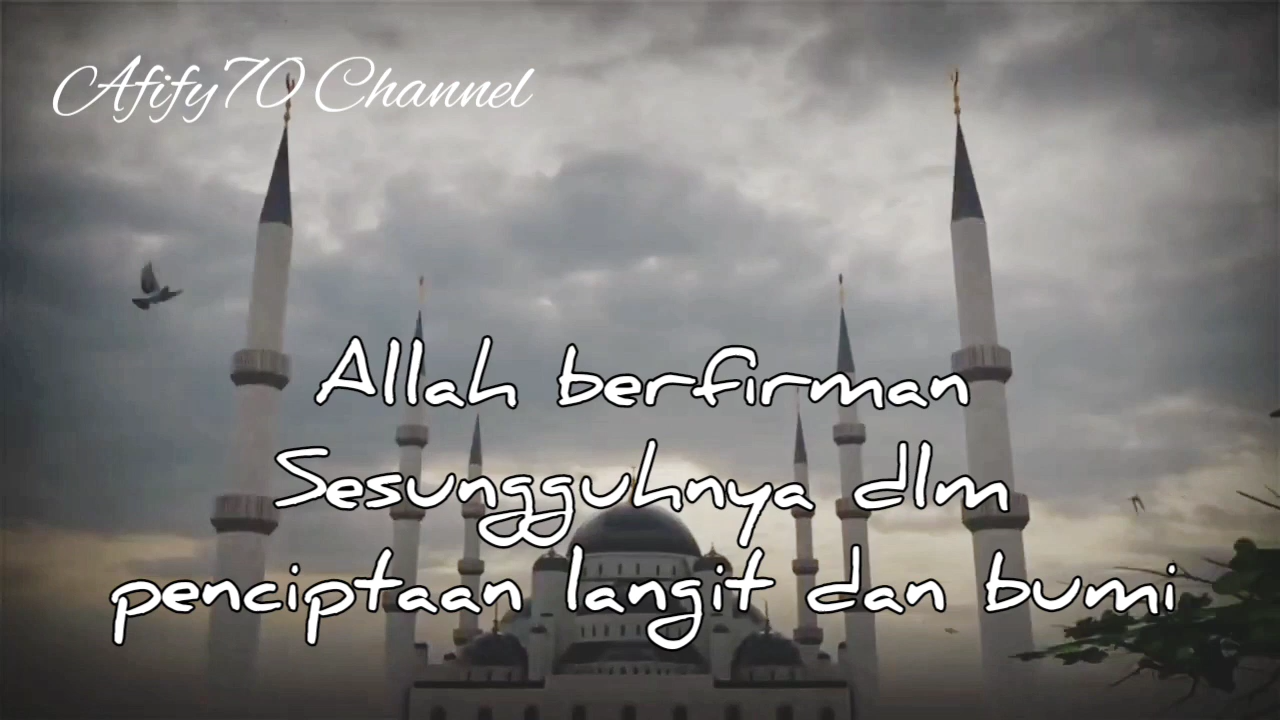 Afify70 Channel
Allah berfirman
Sesungguhnya dlm
penciptaan langit dan bumi